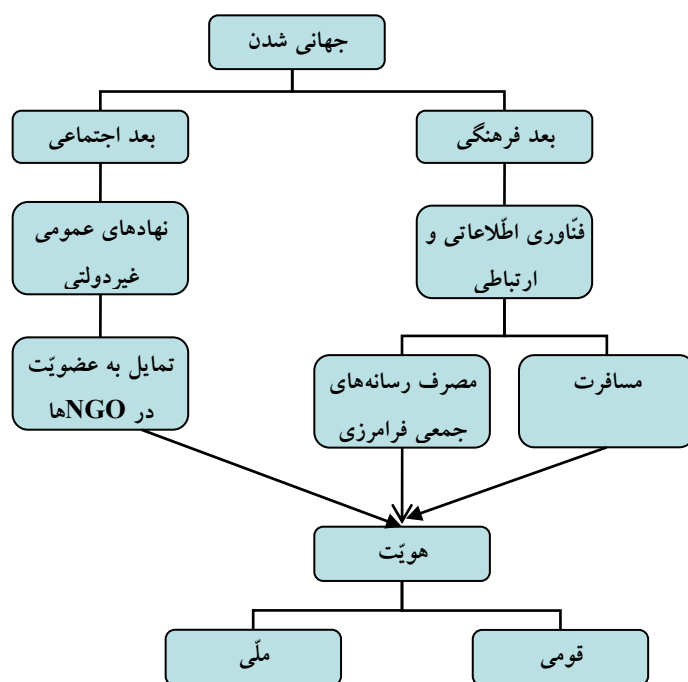 جهانی شدن
بعد فرهنگی
بعد اجتماعی
فنّاوری اطّلاعاتی و
ارتباطی
نهادهای عمومی
غیردولتی
مسافرت
مصرف رسانه‌های
جمعی فرامرزی
تمایل به عضویّت
در NGOها
هویّت
قومی
ملّی